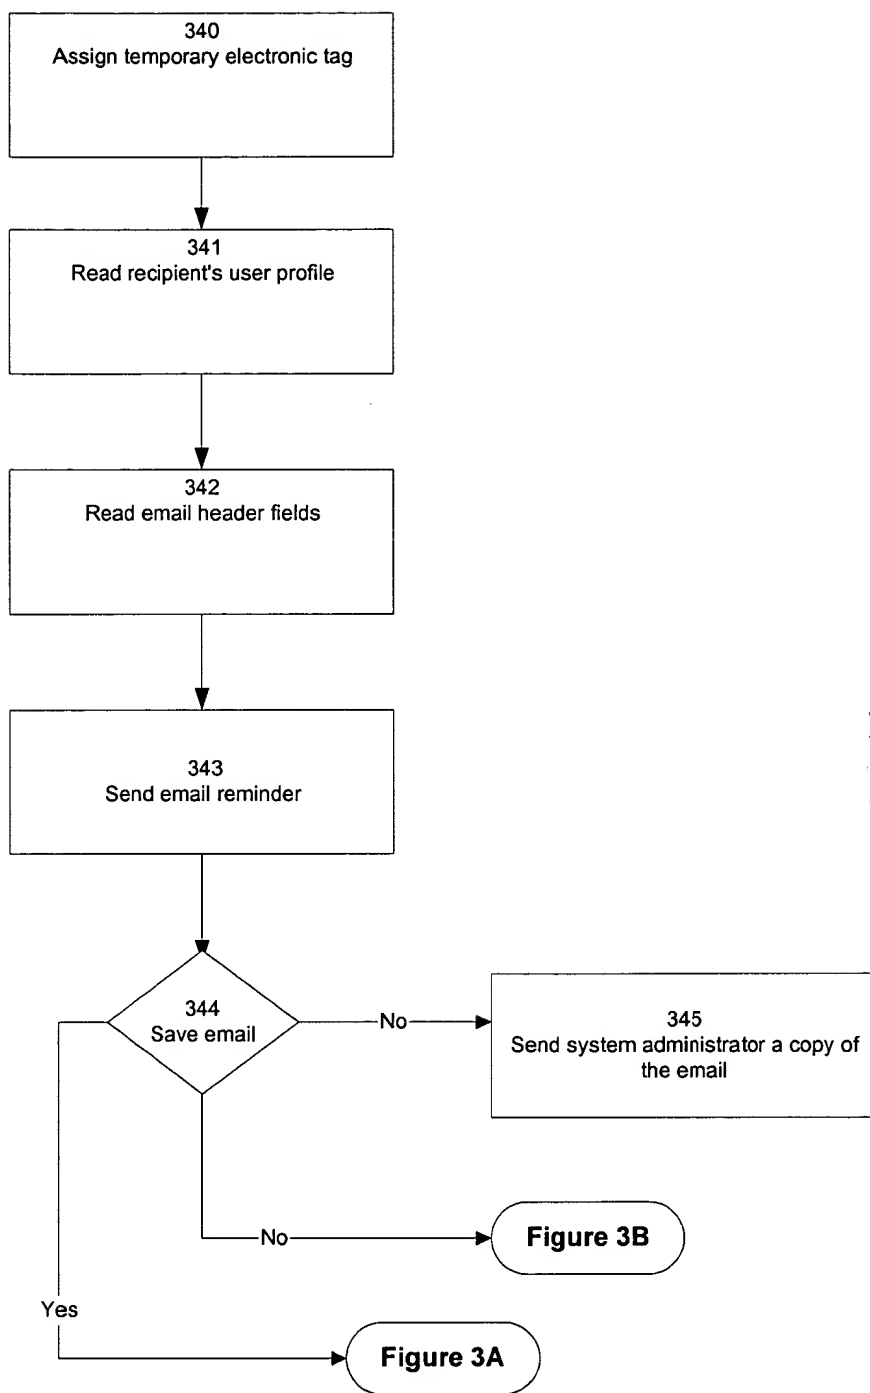 340
Assign temporary electronic tag
341
Read recipient's user profile
342
Read email header fields
343
Send email reminder
344
Save email
No
345
Send system administrator a copy of
the email
No
Figure 3B
Yes
Figure 3A